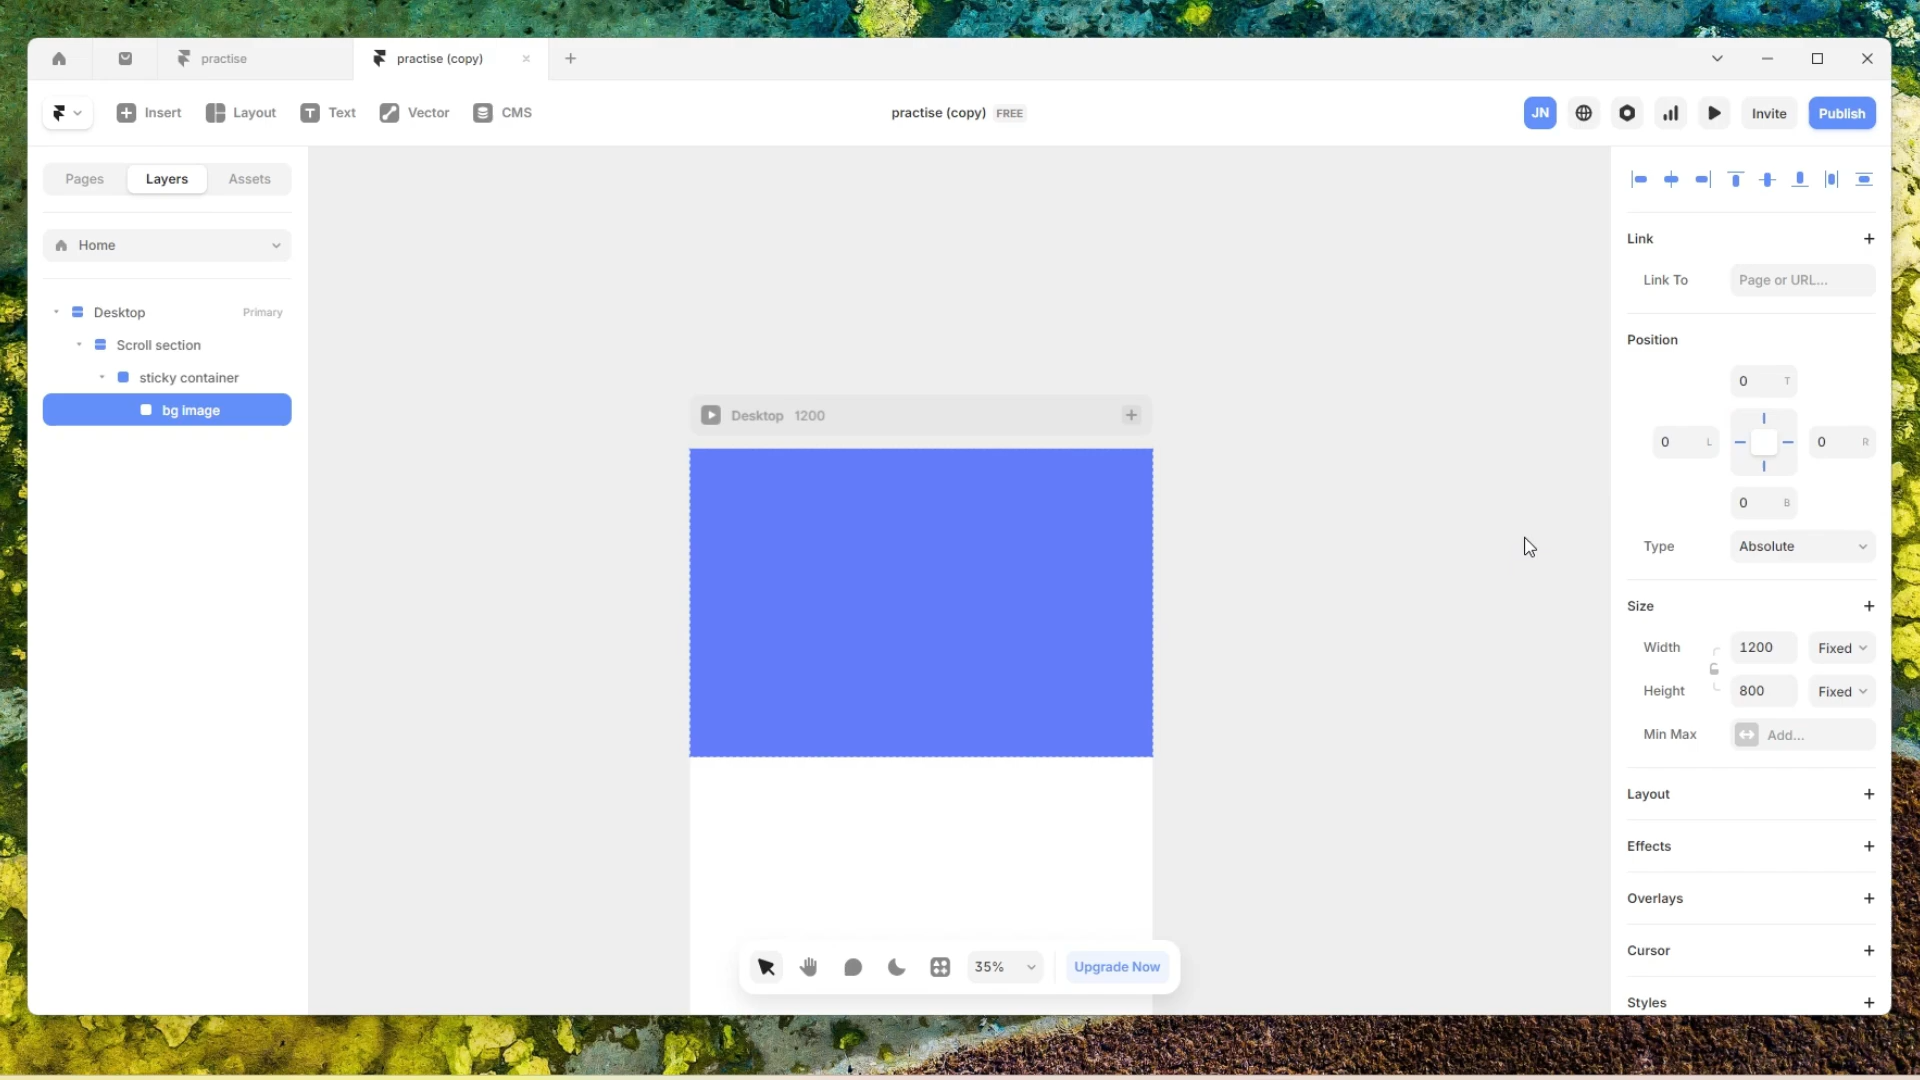 practise
practise (copy)
Insert
Layout
Text
Vector
CMS
practise (copy) FREE
JN
Invite
Publish
Pages
Layers
Assets
Home
Desktop
Primary
Scroll section
sticky container
bg image
Desktop 1200
35%
Upgrade Now
Link
Link To
Page or URL...
Position
0 T
0 L
0 R
0 B
Type
Absolute
Size
Width
1200
Fixed
Height
800
Fixed
Min Max
Add...
Layout
Effects
Overlays
Cursor
Styles